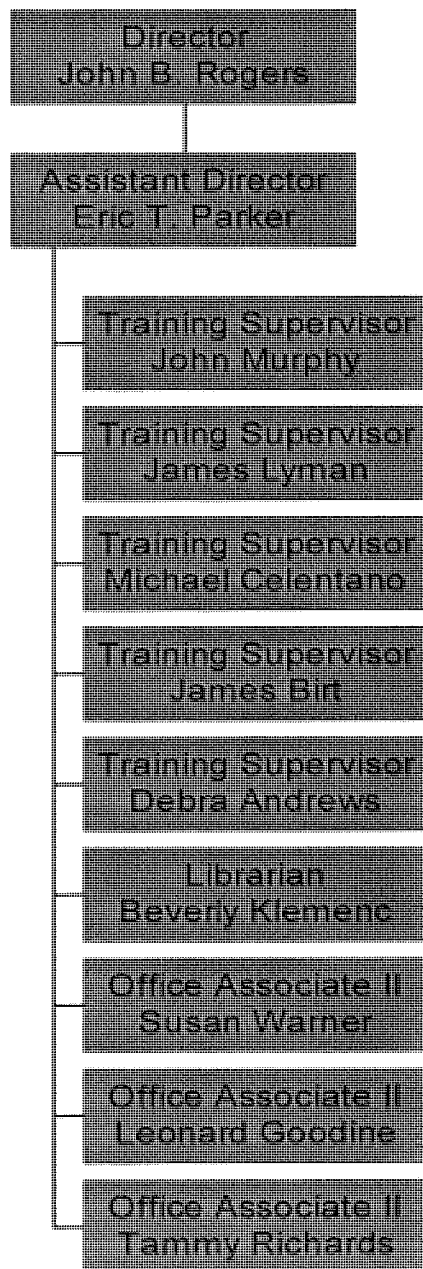 Director
John B. Rogers
Assistant Director
Eric T. Parker
Training Supervisor
John Murphy
Training Supervisor
James Lyman
Training Supervisor
Michael Celentano
Training Supervisor
James Birt
Training Supervisor
Debra Andrews
Librarian
Beverly Klemenc
Office Associate II
Susan Warner
Office Associate II
Leonard Goodine
Office Associate II
Tammy Richards